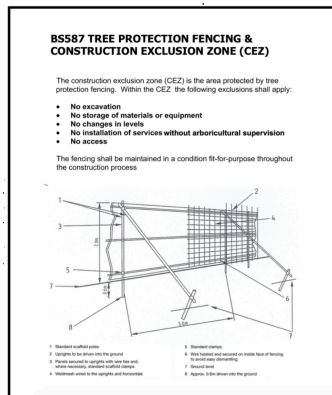 BS587 TREE PROTECTION FENCING &
CONSTRUCTION EXCLUSION ZONE (CEZ)
The construction exclusion zone (CEZ) is the area protected by tree
protection fencing. Within the CEZ the following exclusions shall apply:
• No excavation
• No storage of materials or equipment
• No changes in levels
• No installation of services without arboricultural supervision
• No access
The fencing shall be maintained in a condition fit-for-purpose throughout
the construction process
1
2
3
4
2.3m
5
0.6m
7
6
3.0m
7
8
1 Standard scaffold poles
2 Uprights to be driven into the ground
3 Panels secured to uprights with wire ties and,
where necessary, standard scaffold clamps
4 Weldmesh wired to the uprights and horizontals
5 Standard clamps
6 Wire twisted and secured on inside face of fencing
to avoid easy dismantling
7 Ground level
8 Approx. 0.6m driven into the ground